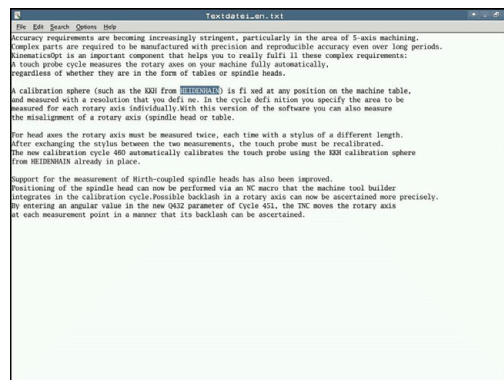 Textdatei_en.txt
File Edit Search Options Help
Accuracy requirements are becoming increasingly stringent, particularly in the area of 5-axis machining.
Complex parts are required to be manufactured with precision and reproducible accuracy even over long periods.
KinematicsOpt is an important component that helps you to really fulfi ll these complex requirements:
A touch probe cycle measures the rotary axes on your machine fully automatically,
regardless of whether they are in the form of tables or spindle heads.
A calibration sphere (such as the KKH from HEIDENHAIN) is fi xed at any position on the machine table,
and measured with a resolution that you defi ne. In the cycle defi nition you specify the area to be
measured for each rotary axis individually.With this version of the software you can also measure
the misalignment of a rotary axis (spindle head or table.
For head axes the rotary axis must be measured twice, each time with a stylus of a different length.
After exchanging the stylus between the two measurements, the touch probe must be recalibrated.
The new calibration cycle 460 automatically calibrates the touch probe using the KKH calibration sphere
from HEIDENHAIN already in place.
Support for the measurement of Hirth-coupled spindle heads has also been improved.
Positioning of the spindle head can now be performed via an NC macro that the machine tool builder
integrates in the calibration cycle.Possible backlash in a rotary axis can now be ascertained more precisely.
By entering an angular value in the new Q432 parameter of Cycle 451, the TNC moves the rotary axis
at each measurement point in a manner that its backlash can be ascertained.